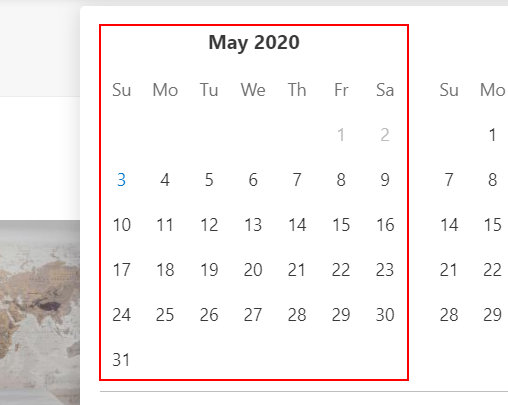 May 2020
Su Mo Tu We Th Fr Sa
1 2
3 4 5 6 7 8 9
10 11 12 13 14 15 16
17 18 19 20 21 22 23
24 25 26 27 28 29 30
31
Su Mo
1
7 8
14 15
21 22
28 29